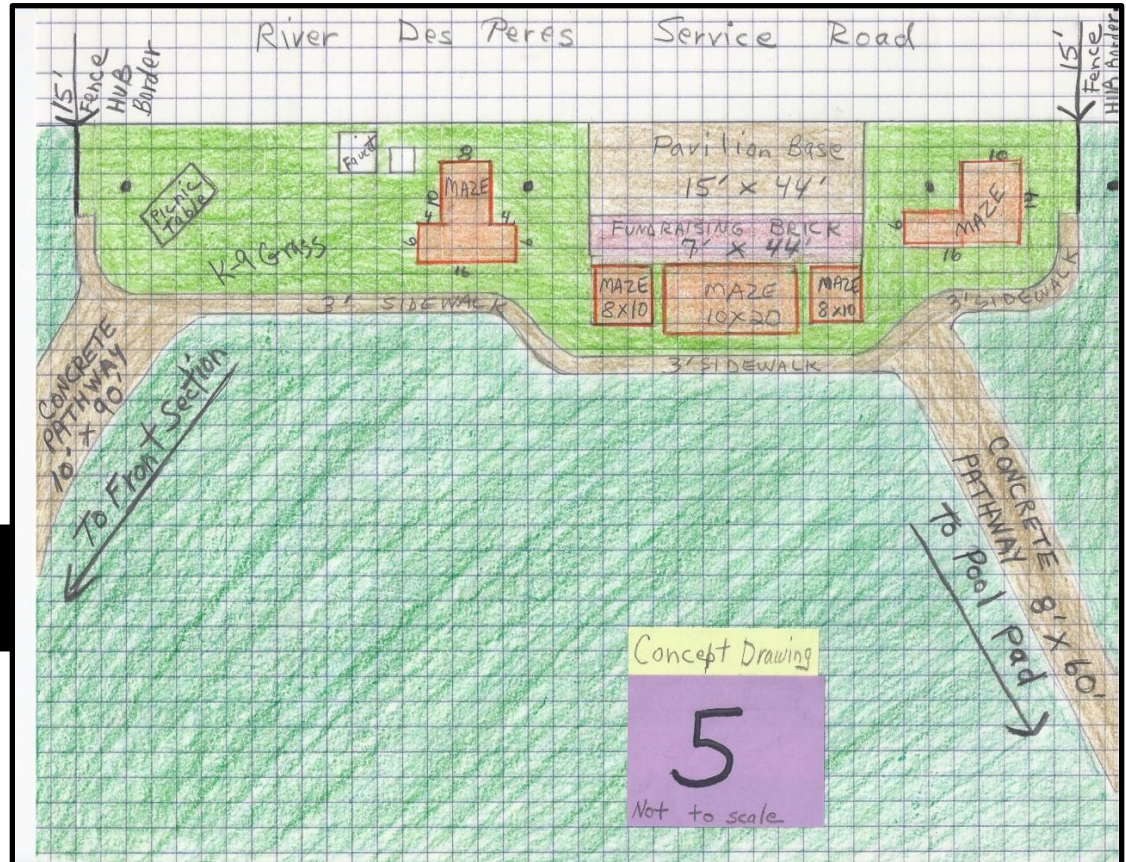 River Des Peres Service Road
15'
Fence
HUB
Border
15'
Fence
HUB Border
Favcet
Picnic
Table
K-9 Grass
8
MAZE
10
4
4
6
6
16
Pavilion Base
15' x 44'
FUNDRAISING BRICK
7' x 44'
MAZE
8x10
MAZE
10x20
MAZE
8x10
10
MAZE
14
6
16
3' SIDEWALK
3' SIDEWALK
3' SIDEWALK
CONCRETE
PATHWAY
10' + 90'
To Front Section
CONCRETE
PATHWAY 8' X 60'
To Pool Pad
Concept Drawing
5
Not to scale